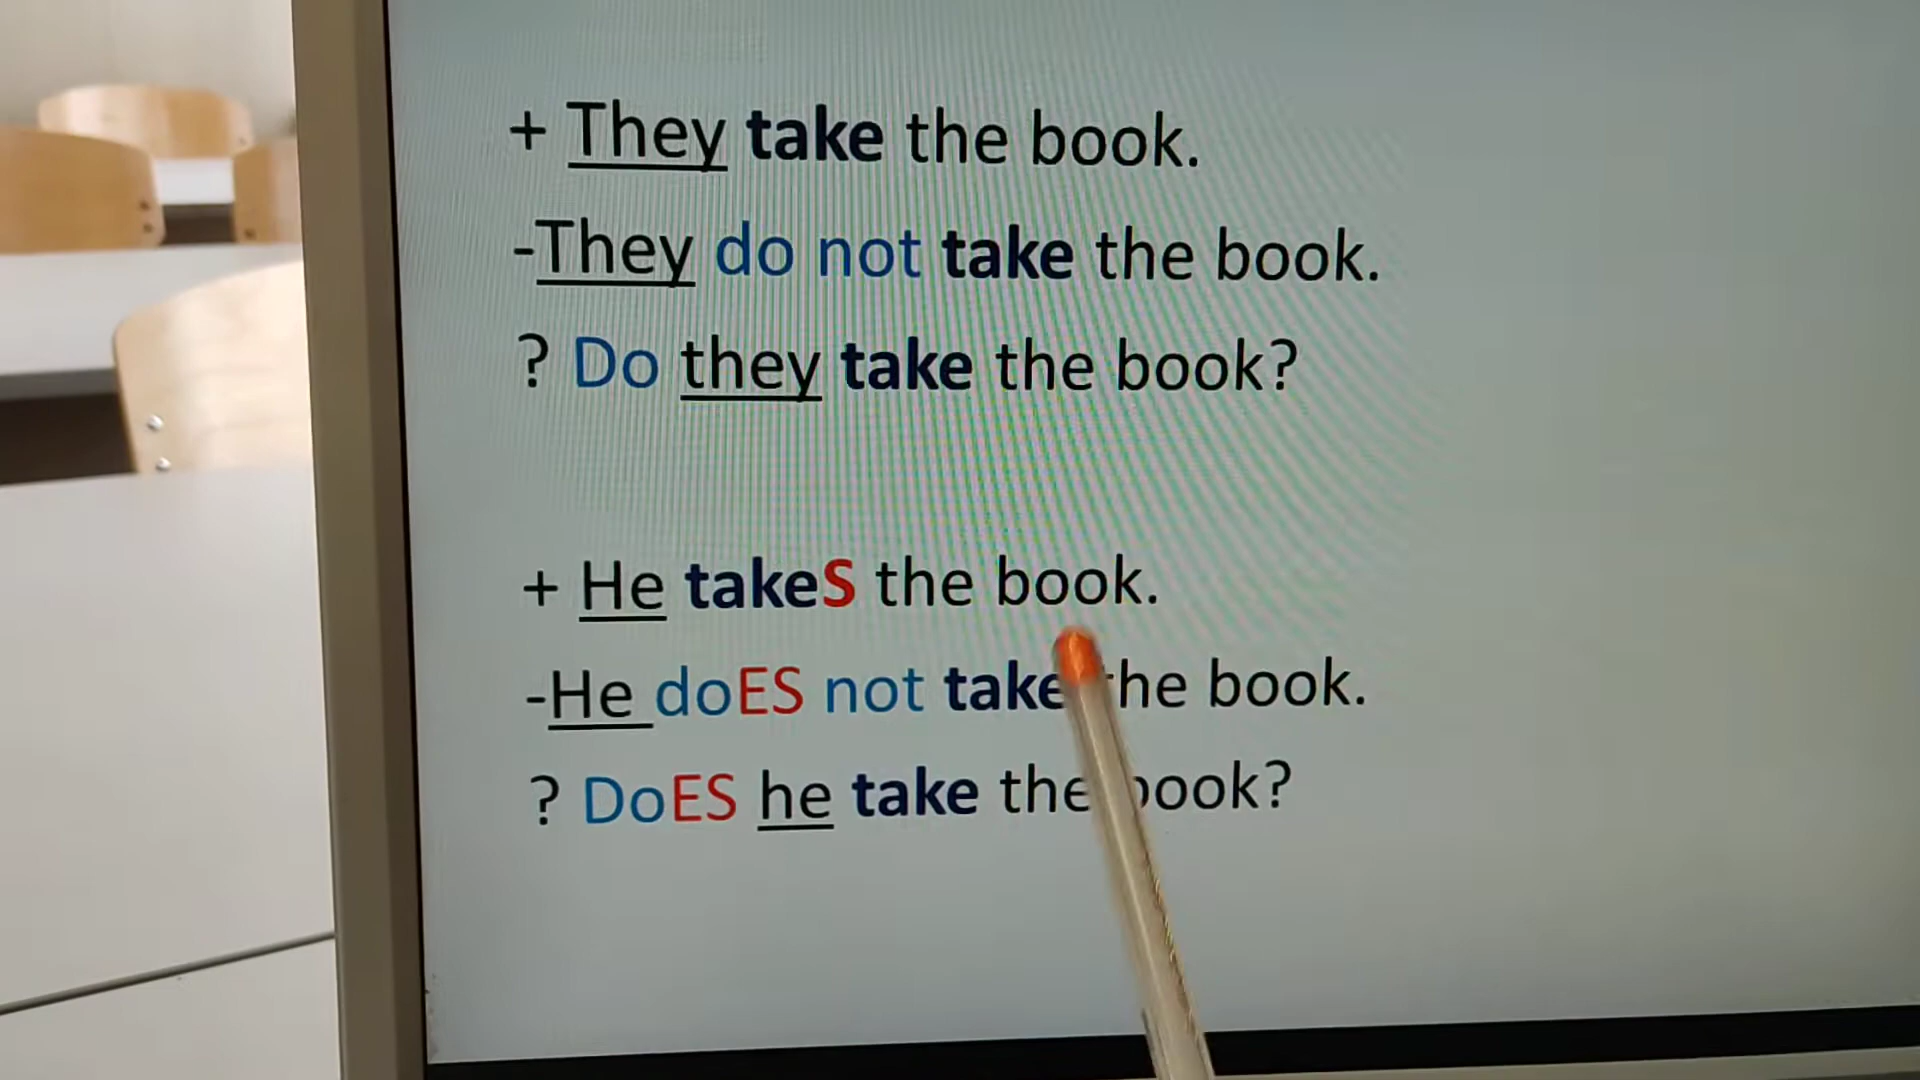 + They take the book.
-They do not take the book.
? Do they take the book?
+ He takeS the book.
-He doES not take the book.
? DoES he take the book?